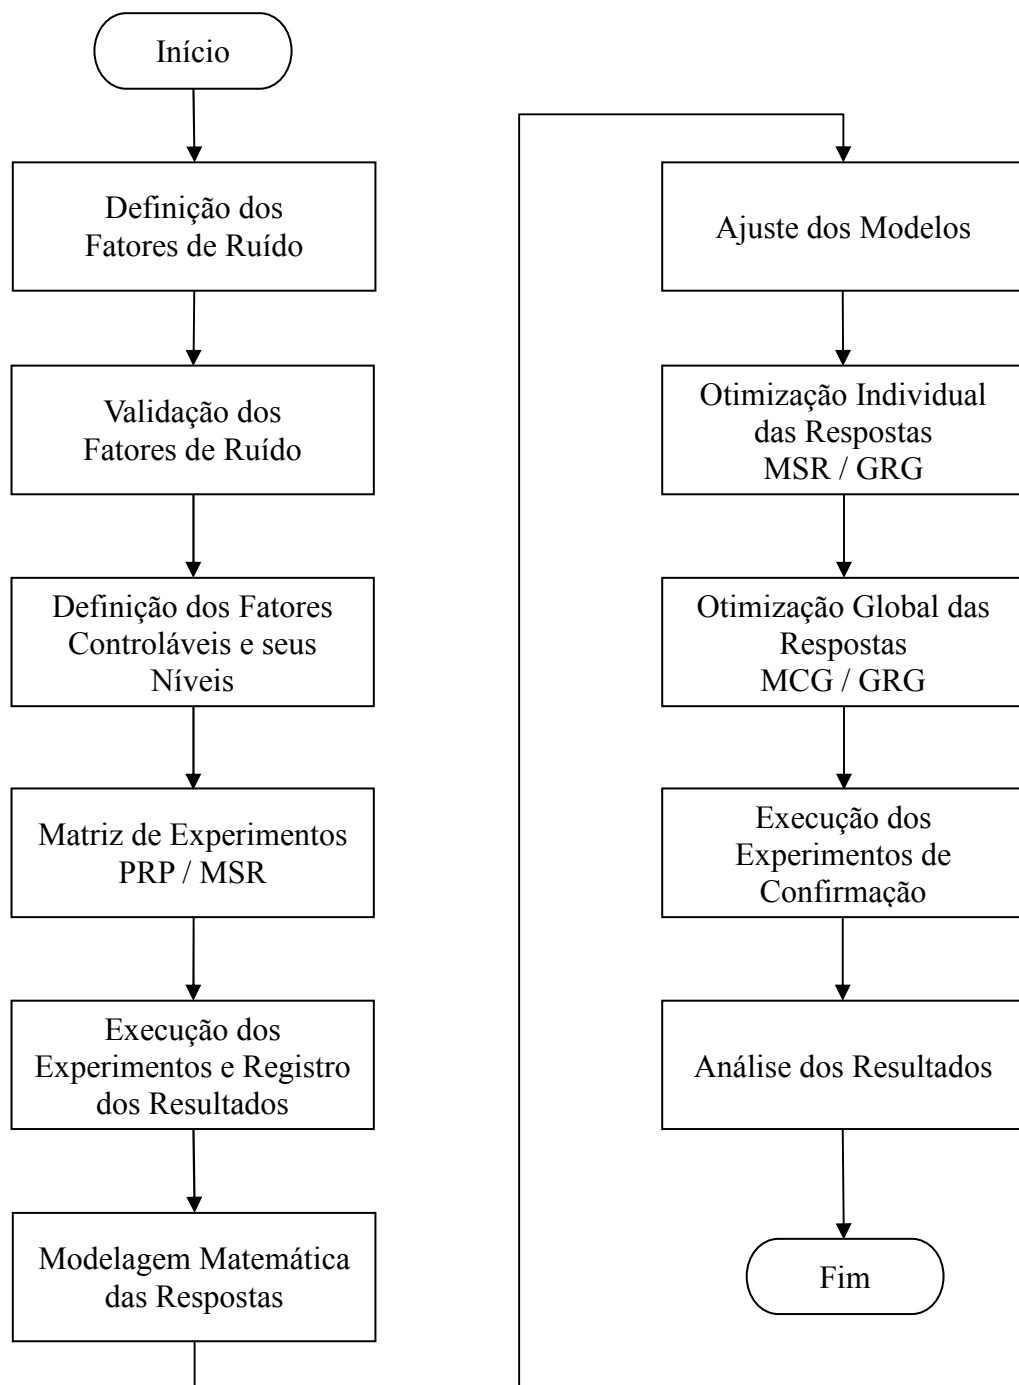 Início
Definição dos
Fatores de Ruído
Validação dos
Fatores de Ruído
Definição dos Fatores
Controláveis e seus
Níveis
Matriz de Experimentos
PRP / MSR
Execução dos
Experimentos e Registro
dos Resultados
Modelagem Matemática
das Respostas
Ajuste dos Modelos
Otimização Individual
das Respostas
MSR / GRG
Otimização Global das
Respostas
MCG / GRG
Execução dos
Experimentos de
Confirmação
Análise dos Resultados
Fim